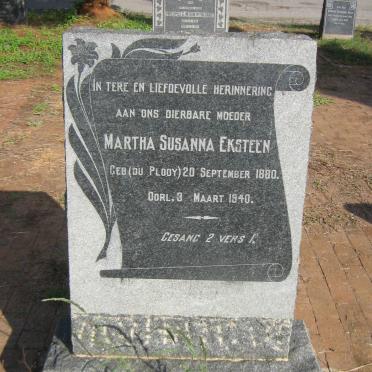 IN TERE EN LIEFDEVOLLE HERINNERING
AAN ONS DIERBARE MOEDER
MARTHA SUSANNA EKSTEEN
GEB (DU PLOOY) 20 SEPTEMBER 1880.
OORL. 3 MAART 1940.
GESANG 2 VERS 1.